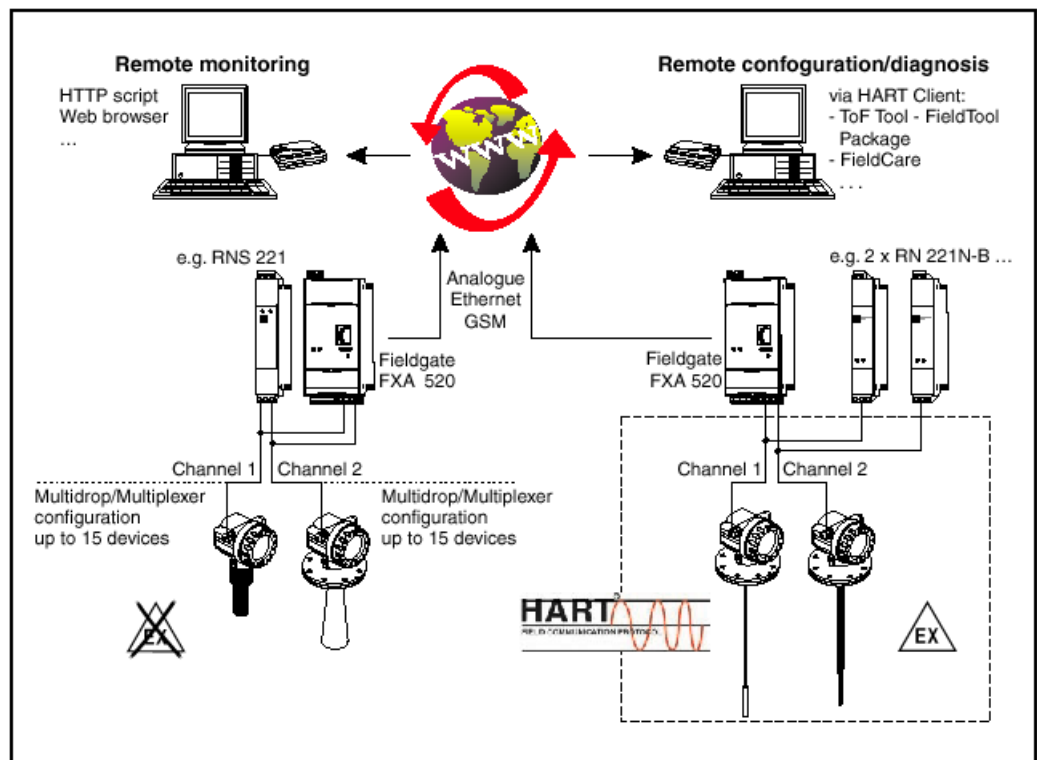 Remote monitoring
HTTP script
Web browser
...
Remote confoguration/diagnosis
via HART Client:
- ToF Tool - FieldTool
Package
- FieldCare
...
www
e.g. RNS 221
Analogue
Ethernet
GSM
e.g. 2 x RN 221N-B ...
Fieldgate
FXA 520
Fieldgate
FXA 520
Channel 1
Channel 2
Multidrop/Multiplexer
configuration
up to 15 devices
Multidrop/Multiplexer
configuration
up to 15 devices
Channel 1
Channel 2
EX
HART
FIELD COMMUNICATION PROTOCOL
EX